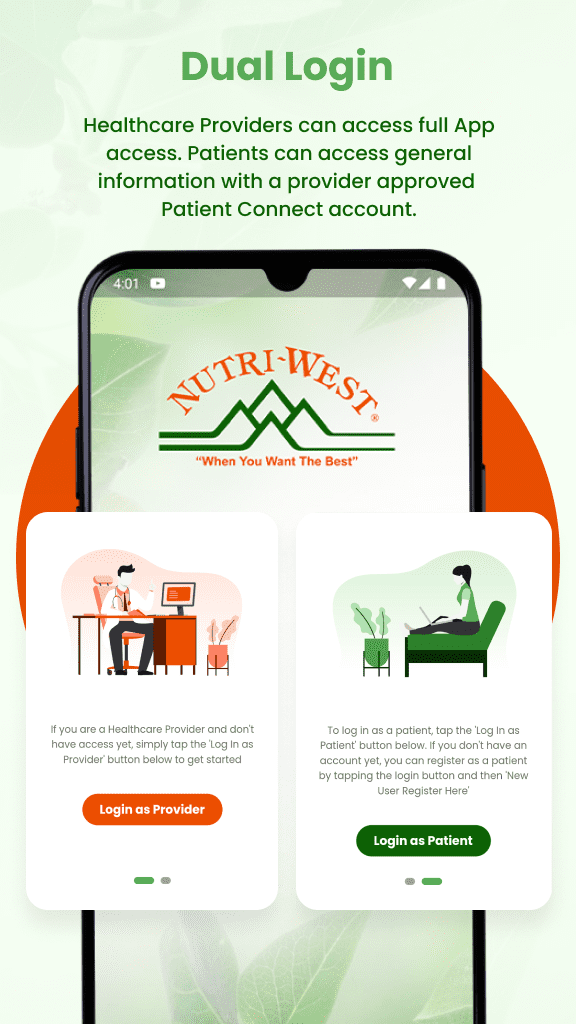 Dual Login
Healthcare Providers can access full App
access. Patients can access general
information with a provider approved
Patient Connect account.
4:01
NUTRI-WEST®
“When You Want The Best”
If you are a Healthcare Provider and don't
have access yet, simply tap the 'Log In as
Provider' button below to get started
Login as Provider
To log in as a patient, tap the 'Log In as
Patient' button below. If you don't have an
account yet, you can register as a patient
by tapping the login button and then 'New
User Register Here'
Login as Patient